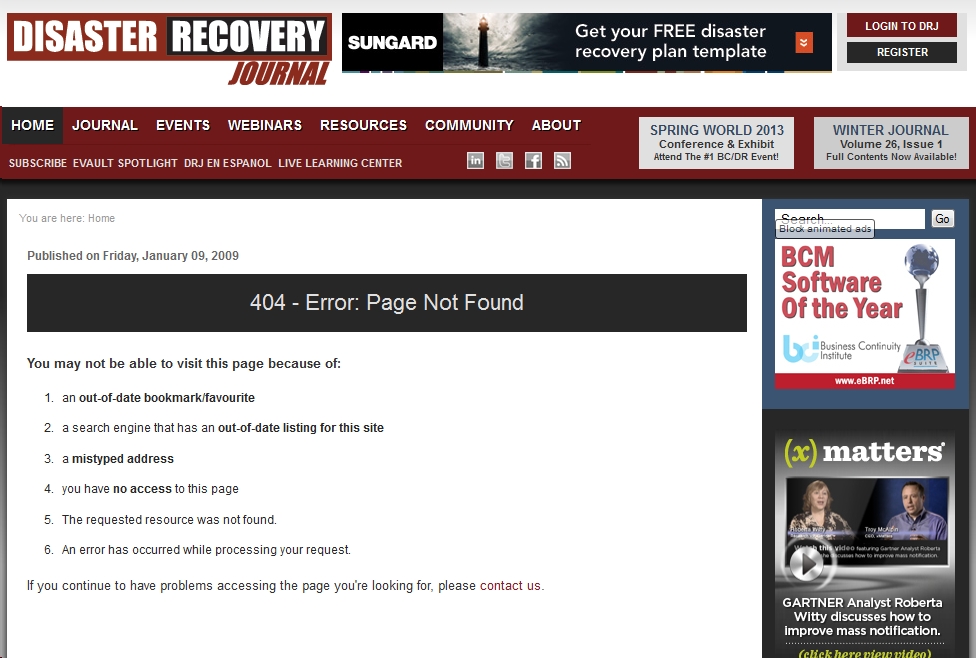 DISASTER RECOVERY
JOURNAL
SUNGARD
Get your FREE disaster
recovery plan template
LOGIN TO DRJ
REGISTER
HOME JOURNAL EVENTS WEBINARS RESOURCES COMMUNITY ABOUT
SUBSCRIBE EVAULT SPOTLIGHT DRJ EN ESPANOL LIVE LEARNING CENTER
in
SPRING WORLD 2013
Conference & Exhibit
Attend The #1 BC/DR Event!
WINTER JOURNAL
Volume 26, Issue 1
Full Contents Now Available!
You are here: Home
Published on Friday, January 09, 2009
404 - Error: Page Not Found
You may not be able to visit this page because of:
1. an out-of-date bookmark/favourite
2. a search engine that has an out-of-date listing for this site
3. a mistyped address
4. you have no access to this page
5. The requested resource was not found.
6. An error has occurred while processing your request.
If you continue to have problems accessing the page you're looking for, please contact us.
Search...
Go
Block animated ads
BCM
Software
Of the Year
bci Business Continuity
Institute
eBRP
SUITE
www.eBRP.net
(x) matters
Roberta Witty
Troy McAlpin
Watch this video featuring Gartner Analyst Roberta
she discusses how to improve mass notification.
GARTNER Analyst Roberta
Witty discusses how to
improve mass notification.
(click here view video)